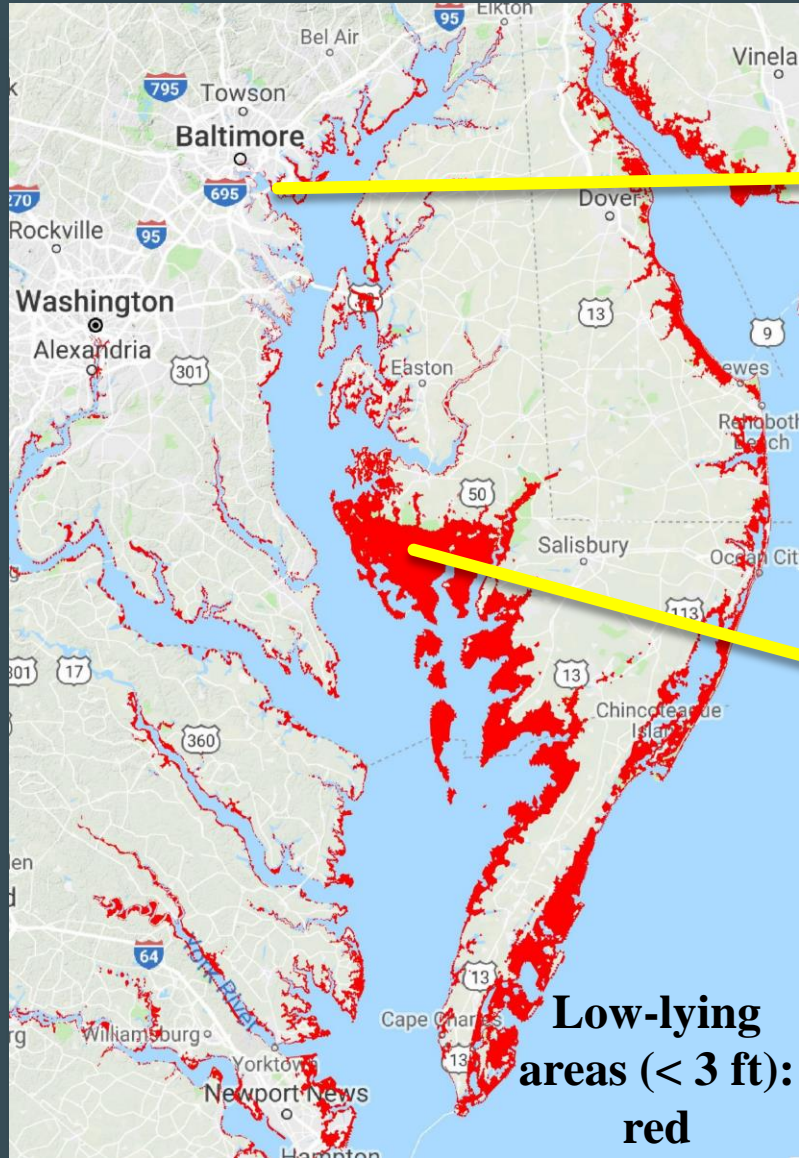 95
Elkton
Bel Air
Vinela
795
Towson
k
Baltimore
695
270
Dover
Rockville
95
Washington
13
9
Alexandria
301
Easton
ewes
Rehoboth
Beach
50
Salisbury
Ocean Cit
g
113
301
17
13
Chincoteague
Island
360
en
d
64
York River
13
Cape Charles
Low-lying
rg
Williamsburg
13
areas (< 3 ft):
Yorktown
Newport News
red
Hampton